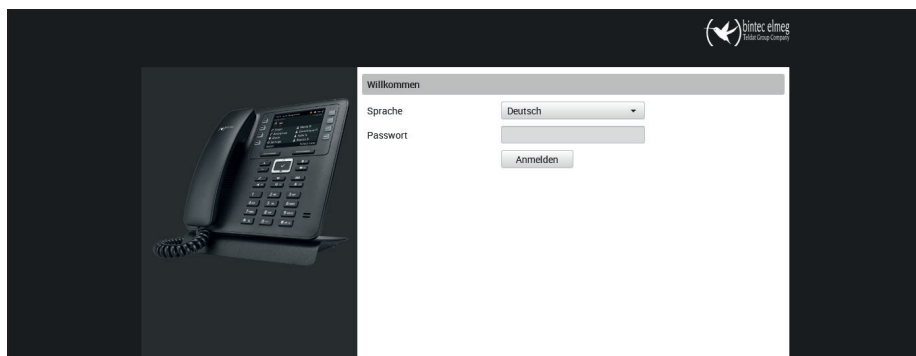 bintec elmeg
Teldat Group Company
Willkommen
Sprache
Deutsch
Passwort
Anmelden